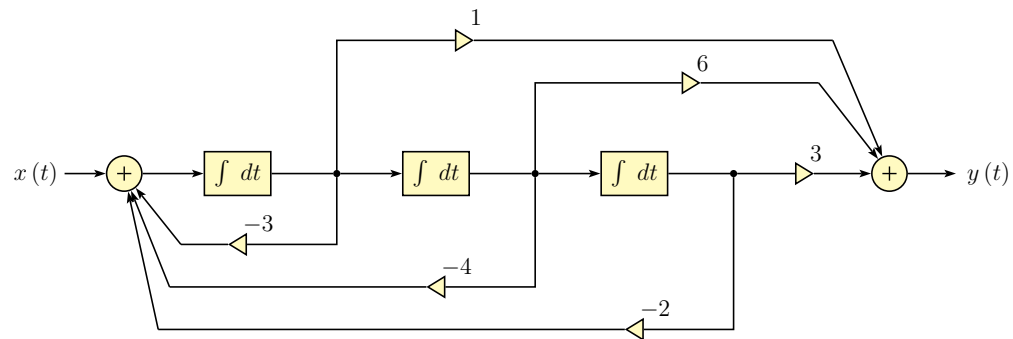 1
6
x (t)
+
∫ dt
∫ dt
∫ dt
3
+
y (t)
−3
−4
−2